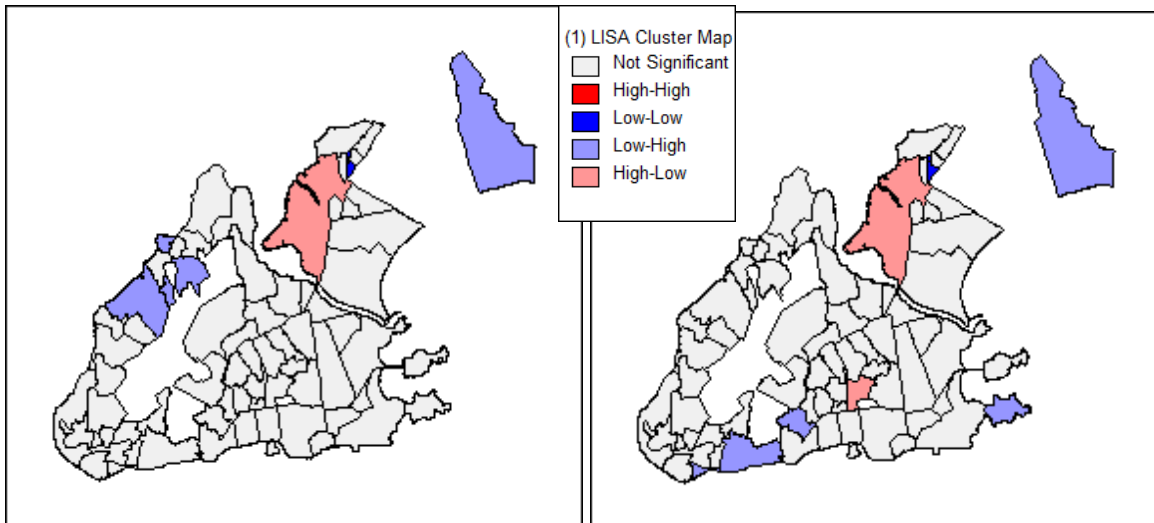 (1) LISA Cluster Map
Not Significant
High-High
Low-Low
Low-High
High-Low